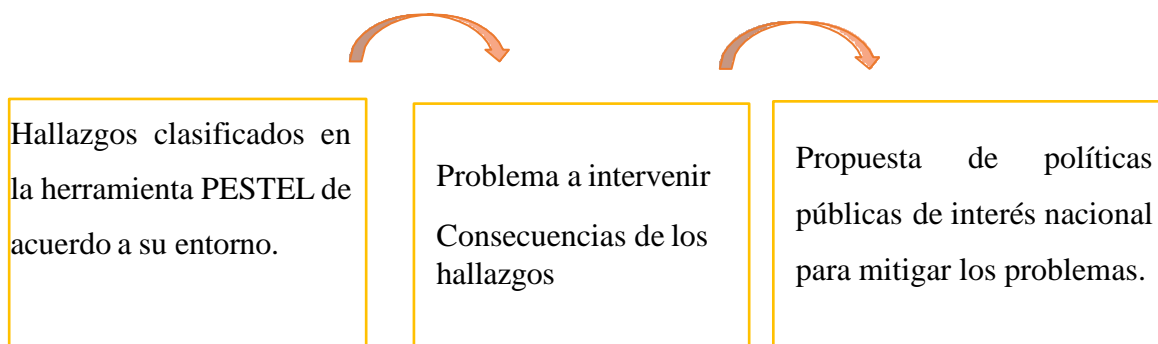 Hallazgos clasificados en
la herramienta PESTEL de
acuerdo a su entorno.
Problema a intervenir
Consecuencias de los
hallazgos
Propuesta de políticas
públicas de interés nacional
para mitigar los problemas.